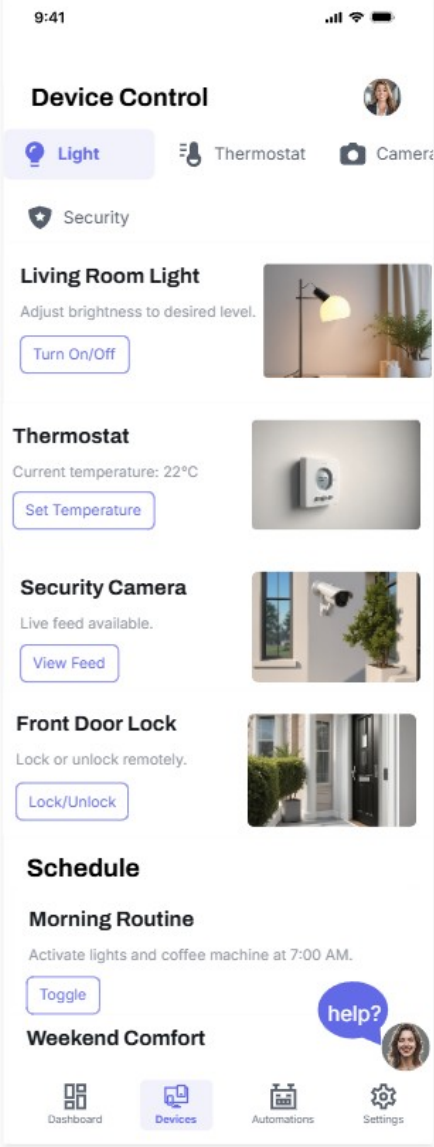 9:41
Device Control
Light
Thermostat
Camera
Security
Living Room Light
Adjust brightness to desired level.
Turn On/Off
Thermostat
Current temperature: 22°C
Set Temperature
Security Camera
Live feed available.
View Feed
Front Door Lock
Lock or unlock remotely.
Lock/Unlock
Schedule
Morning Routine
Activate lights and coffee machine at 7:00 AM.
Toggle
help?
Weekend Comfort
Dashboard
Devices
Automations
Settings